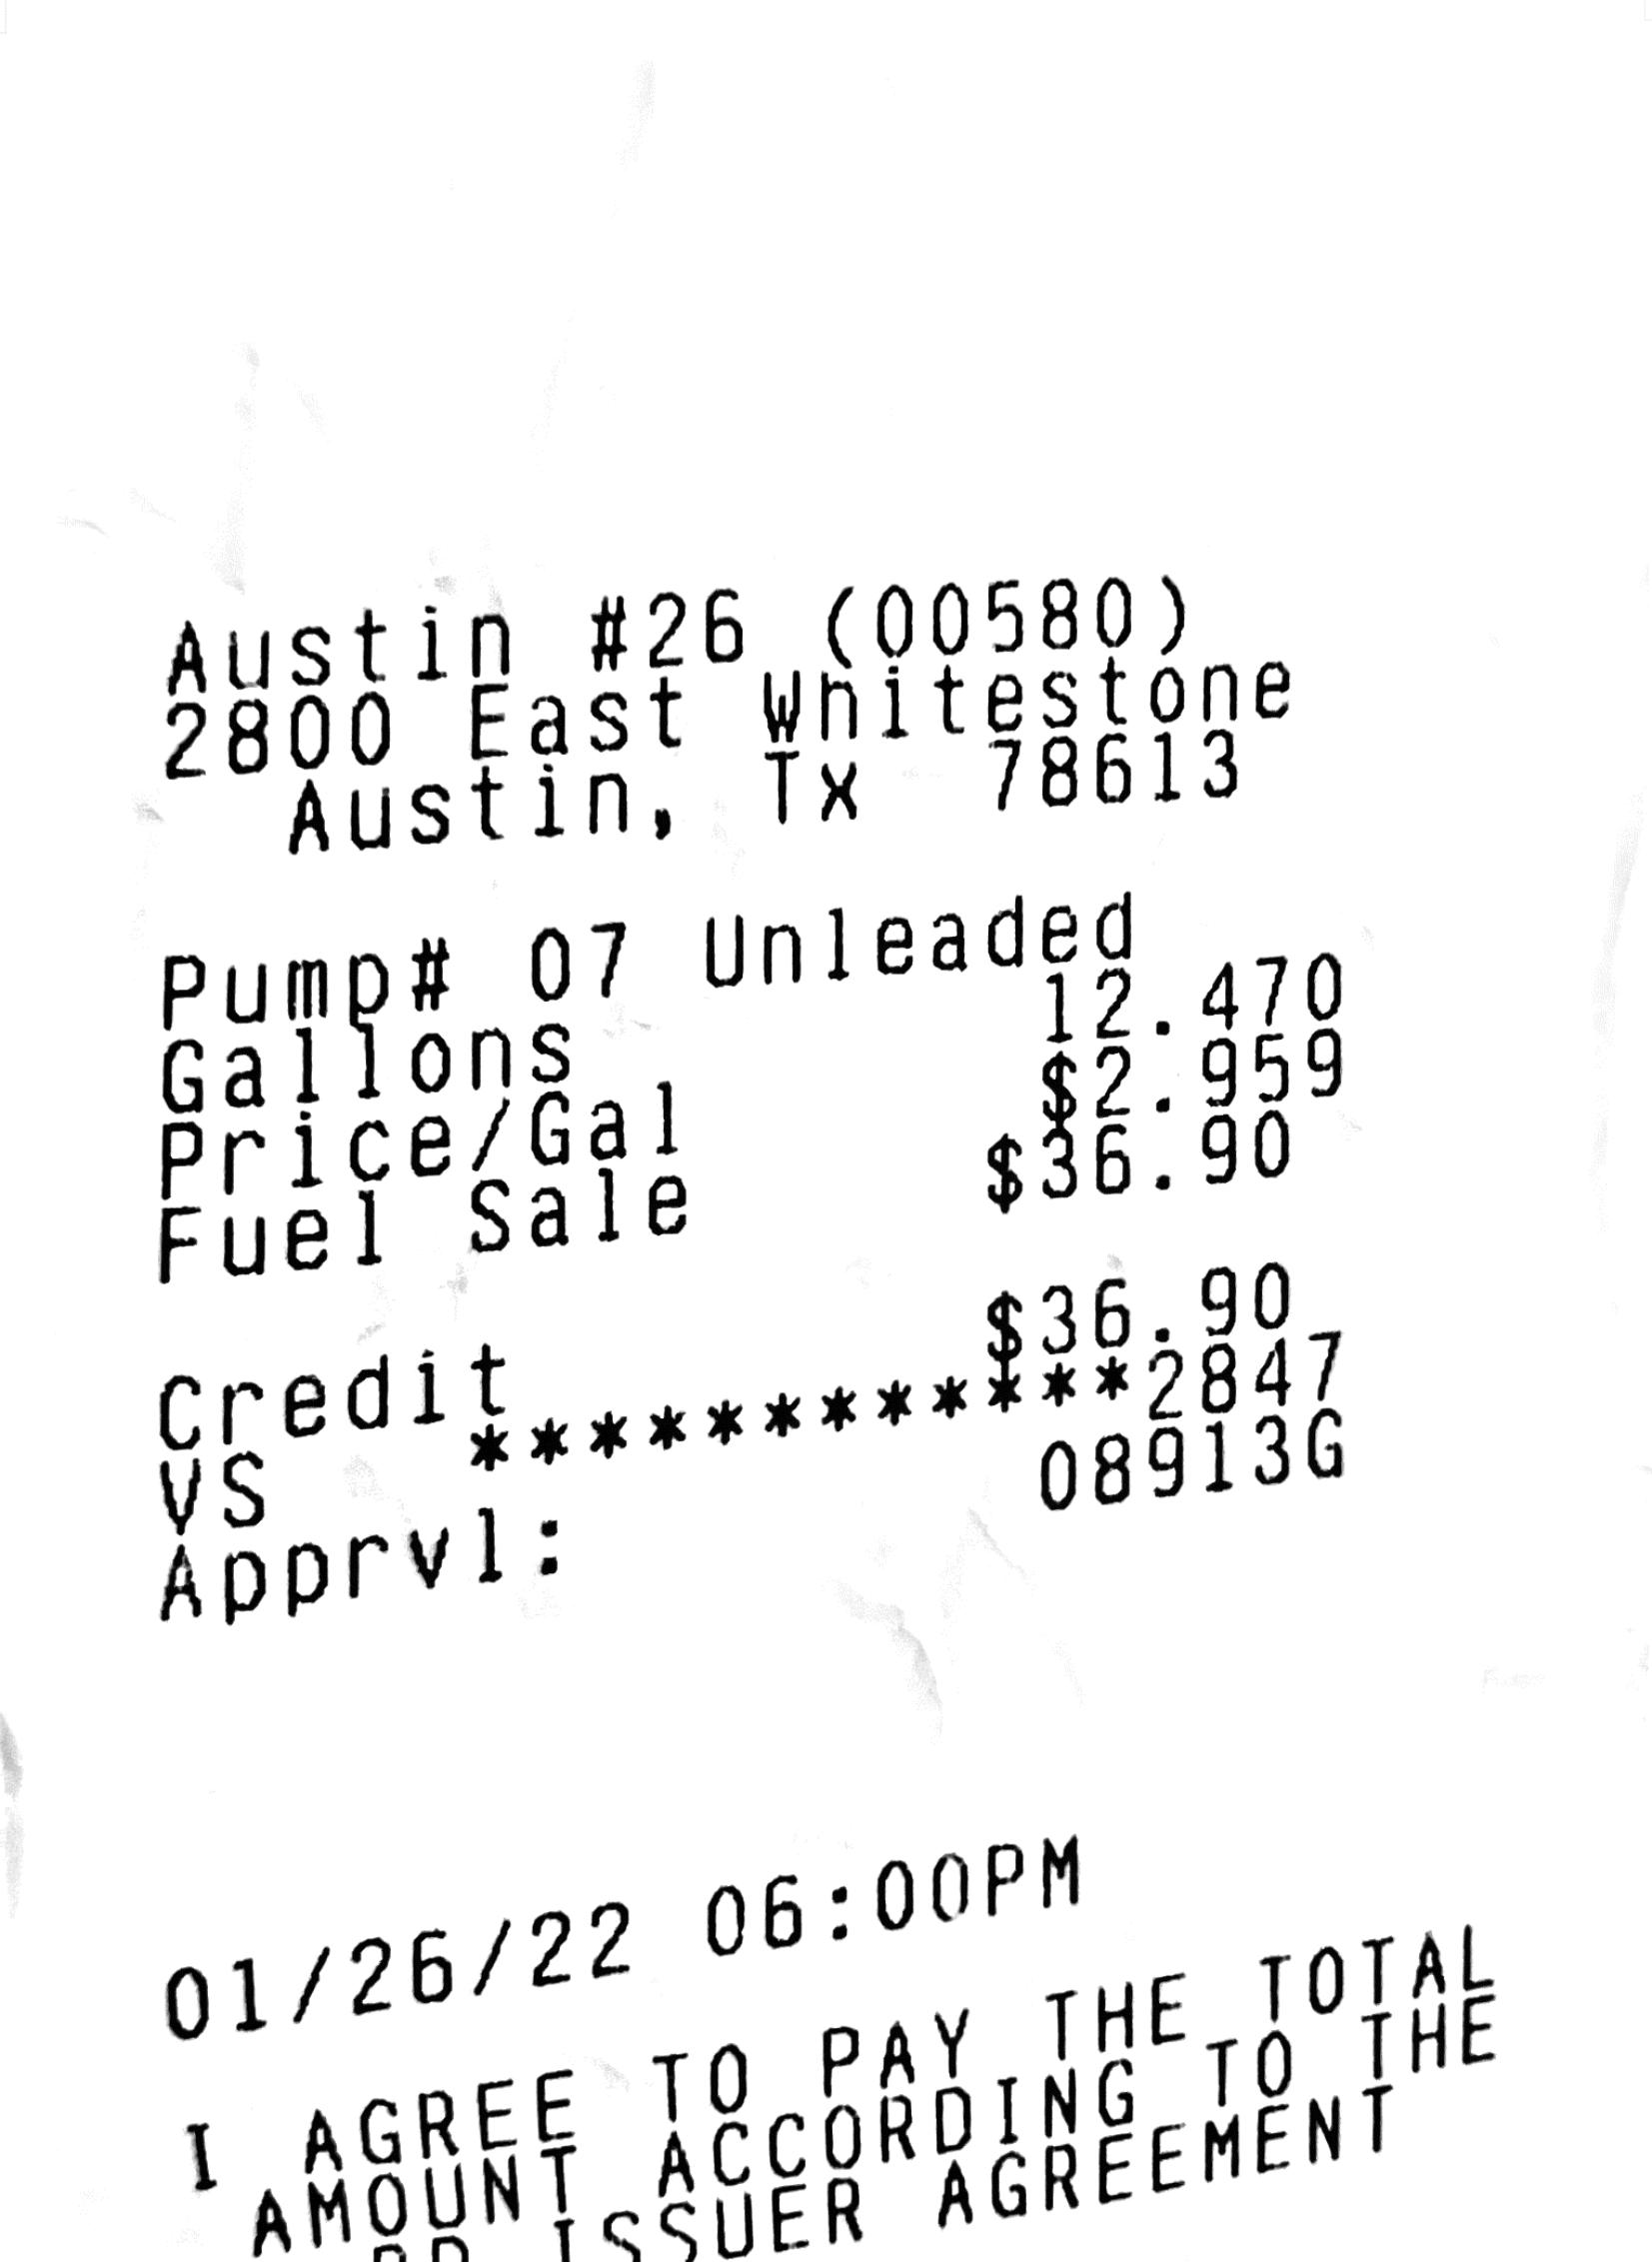 Austin #26 (00580)
2800 East Whitestone
Austin, Tx 78613
Pump# 07 Unleaded
Gallons 12.470
Price/Gal $2.959
Fuel Sale $36.90
Credit $36.90
VS ************2847
Apprvl: 08913G
01/26/22 06:00PM
I AGREE TO PAY THE TOTAL
AMOUNT ACCORDING TO THE
ISSUER AGREEMENT